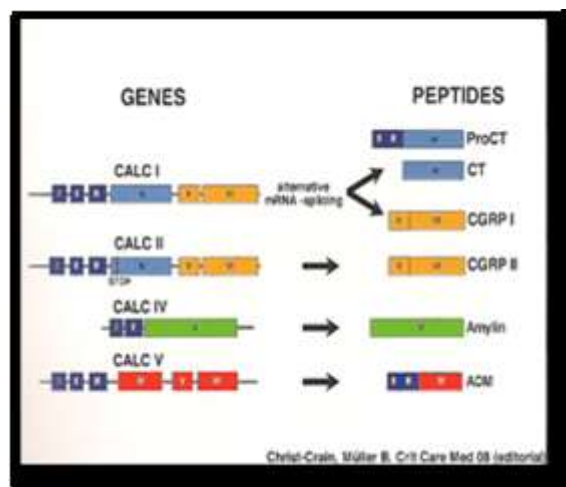 GENES PEPTIDES
ProCT
CALC I
CT
alternative
mRNA -splicing
CGRP I
CALC II
CGRP II
STOP
CALC IV
Amylin
CALC V
ADM
Christ-Crain, Müller B. Crit Care Med 08 (editorial)